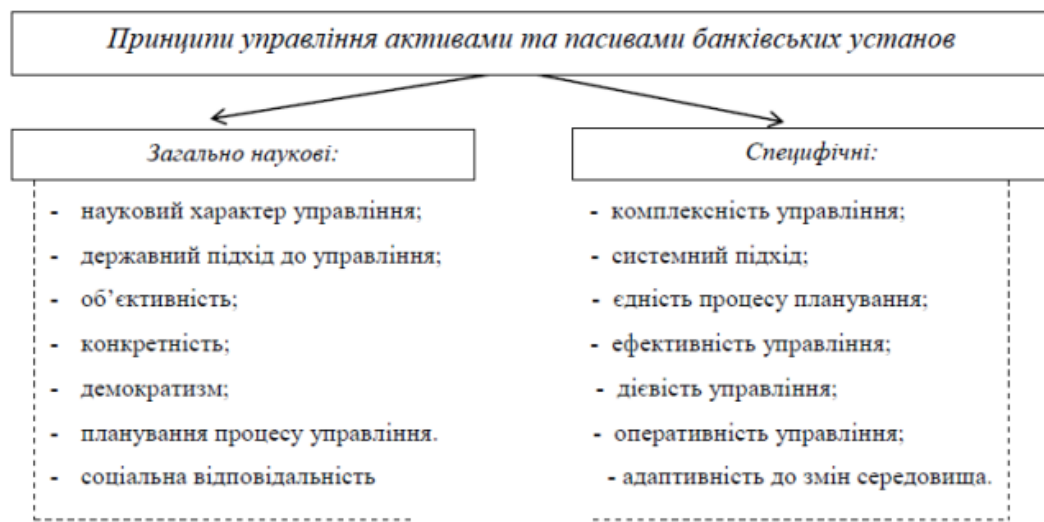 Принципи управління активами та пасивами банківських установ
Загально наукові:
- науковий характер управління;
- державний підхід до управління;
- об’єктивність;
- конкретність;
- демократизм;
- планування процесу управління.
- соціальна відповідальність
Специфічні:
- комплексність управління;
- системний підхід;
- єдність процесу планування;
- ефективність управління;
- дієвість управління;
- оперативність управління;
- адаптивність до змін середовища.